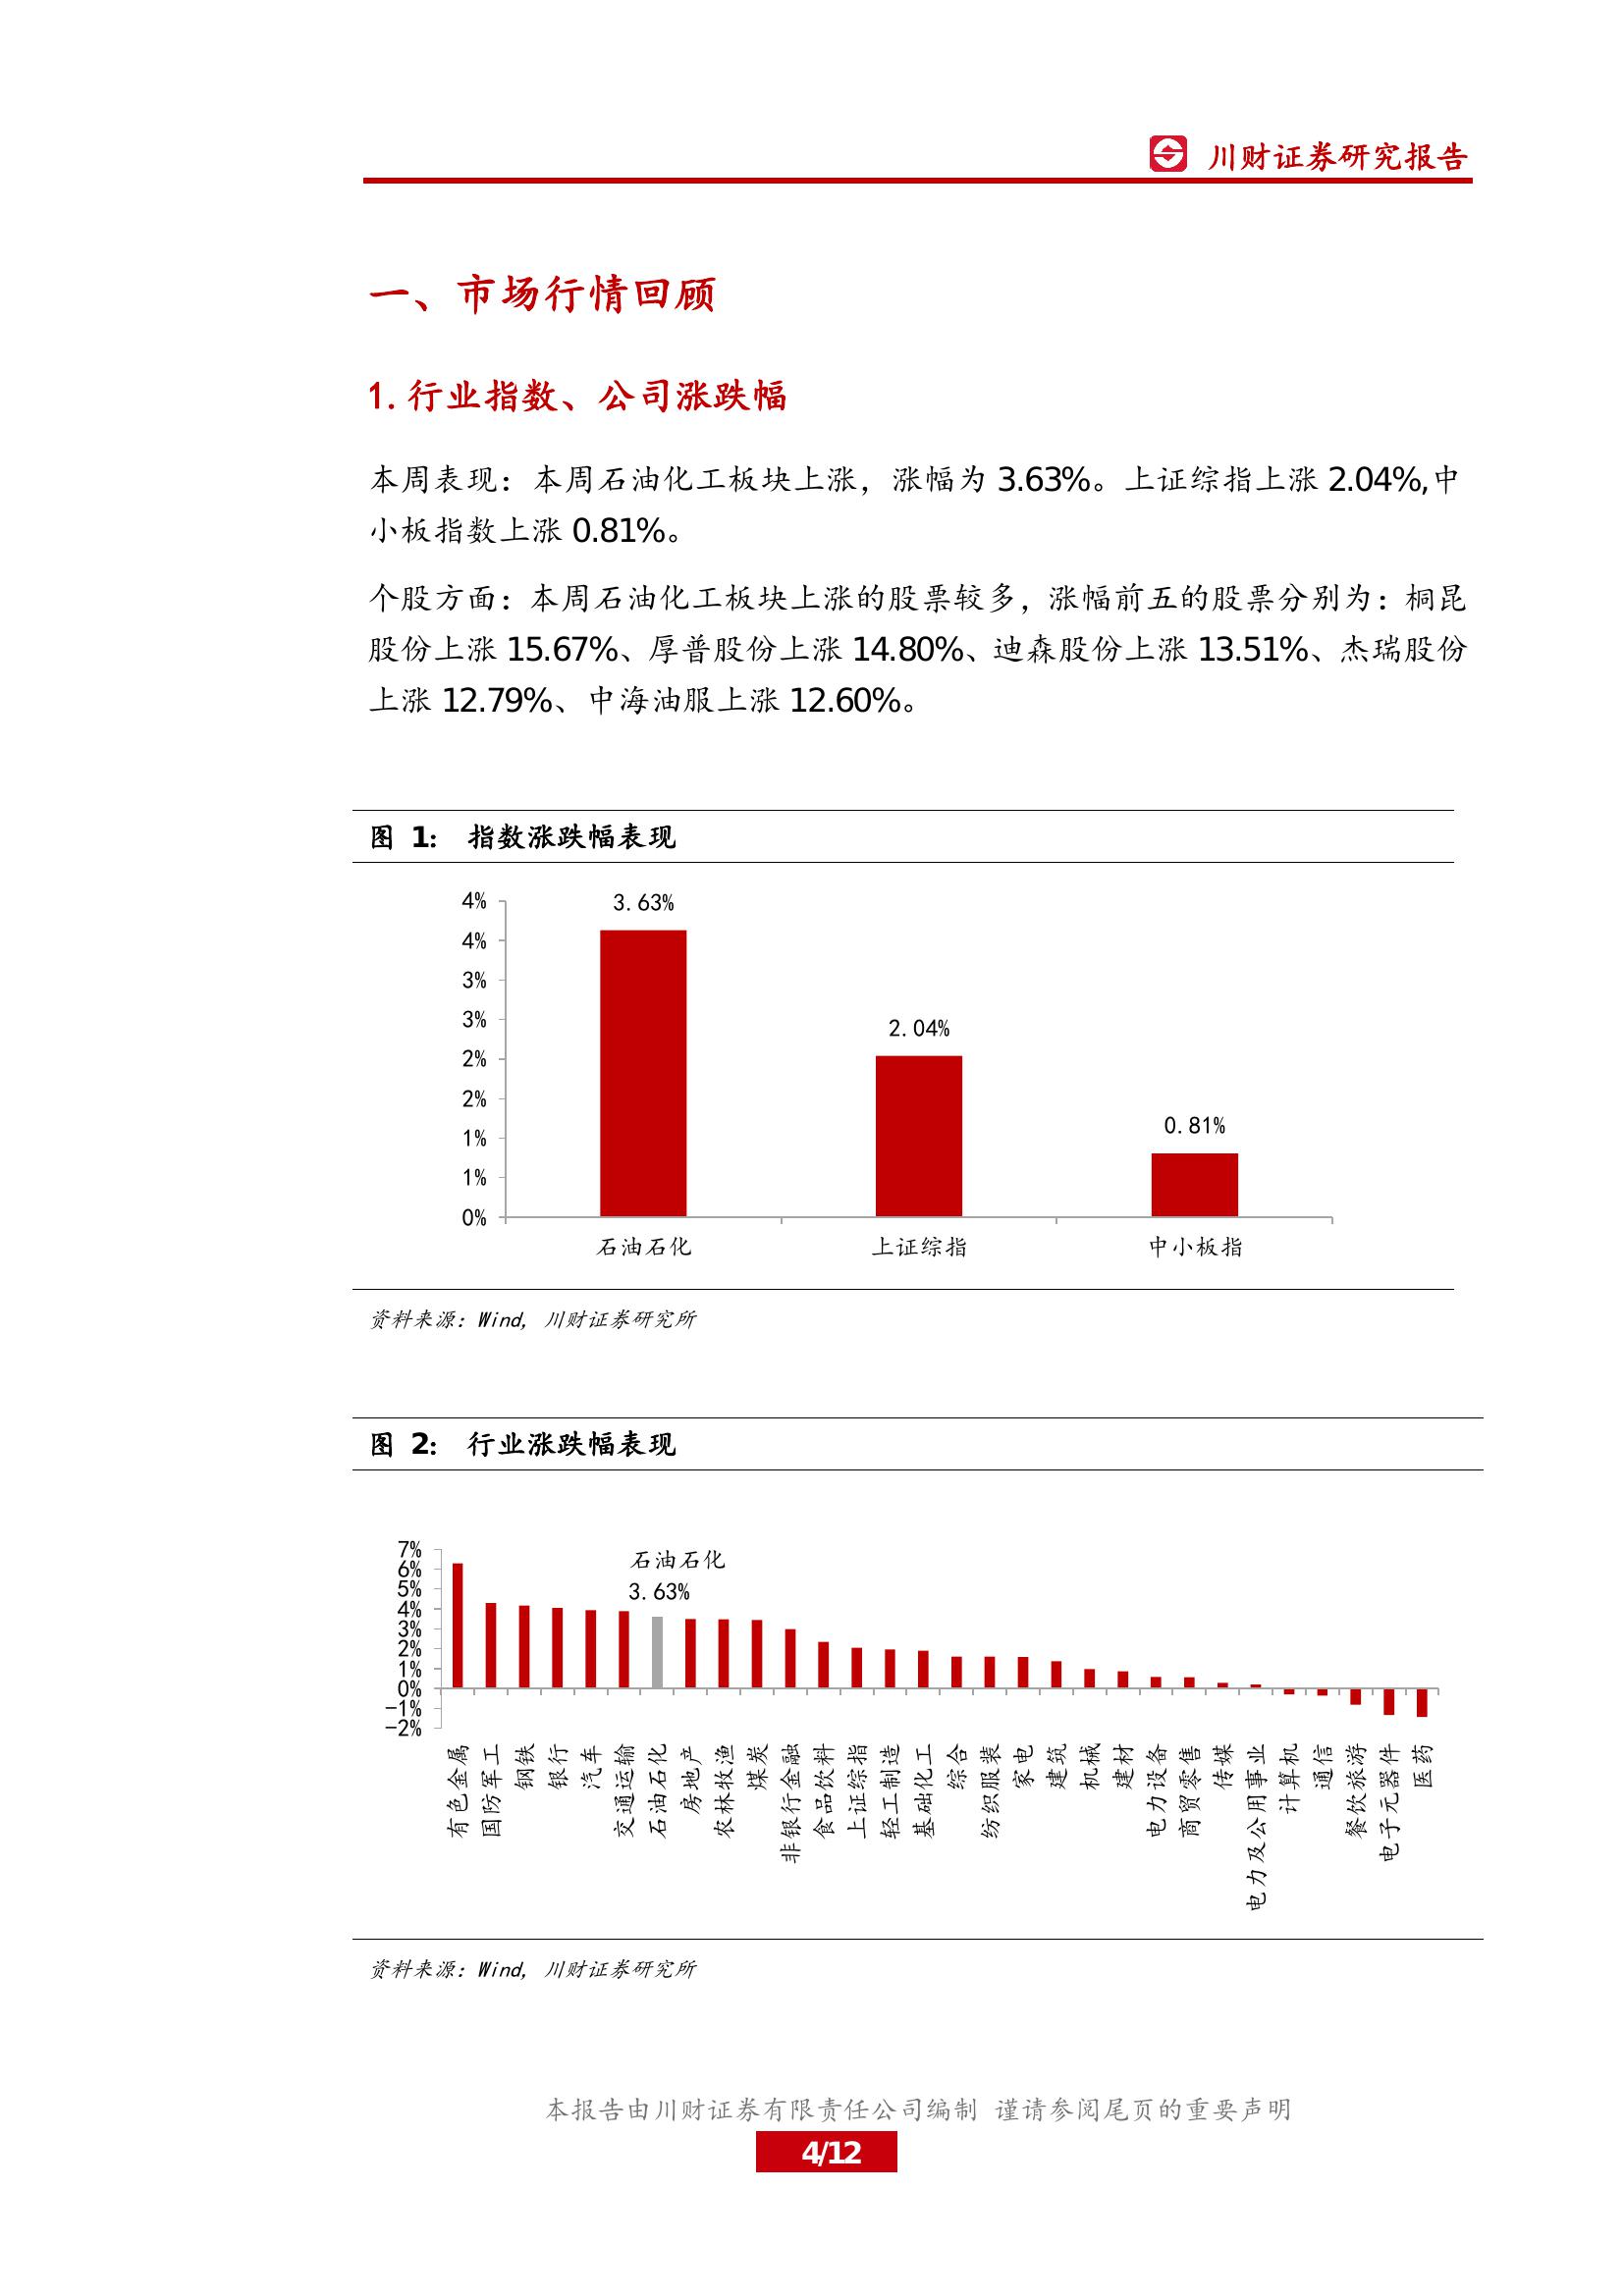 川财证券研究报告
一、市场行情回顾
1.行业指数、公司涨跌幅
本周表现：本周石油化工板块上涨，涨幅为 3.63%。上证综指上涨 2.04%,中
小板指数上涨 0.81%。
个股方面：本周石油化工板块上涨的股票较多，涨幅前五的股票分别为：桐昆
股份上涨 15.67%、厚普股份上涨 14.80%、迪森股份上涨 13.51%、杰瑞股份
上涨 12.79%、中海油服上涨 12.60%。
图 1: 指数涨跌幅表现
4%
4%
3%
3%
2%
2%
1%
1%
0%
3.63%
2.04%
0.81%
石油石化
上证综指
中小板指
资料来源：Wind, 川财证券研究所
图 2: 行业涨跌幅表现
7%
6%
5%
4%
3%
2%
1%
0%
-1%
-2%
石油石化
3.63%
有色金属
国防军工
钢铁
银行
汽车
交通运输
石油石化
房地产
农林牧渔
煤炭
非银行金融
食品饮料
上证综指
轻工制造
基础化工
综合
纺织服装
家电
建筑
机械
建材
电力设备
商贸零售
传媒
电力及公用事业
计算机
通信
餐饮旅游
电子元器件
医药
资料来源：Wind, 川财证券研究所
本报告由川财证券有限责任公司编制 谨请参阅尾页的重要声明
4/12